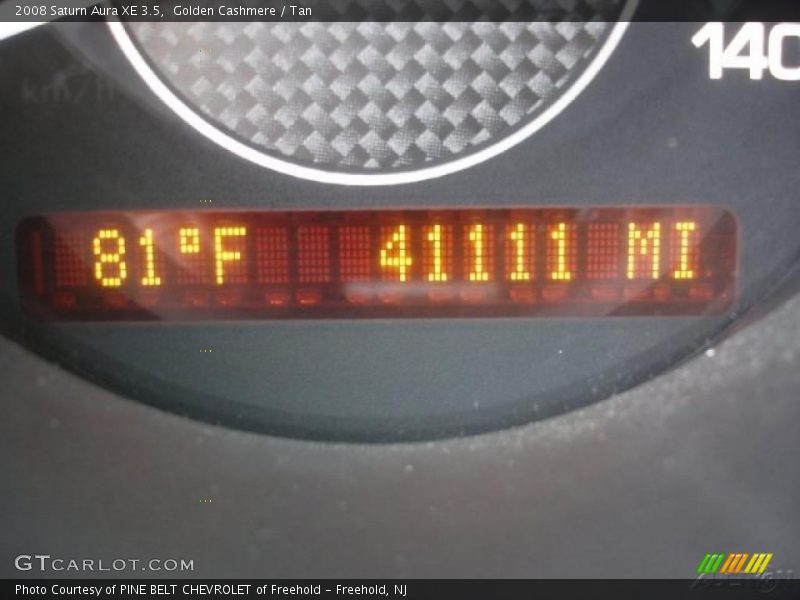 2008 Saturn Aura XE 3.5,  Golden Cashmere / Tan
140
km/h
81°F 41111 MI
GTCARLOT.COM
Photo Courtesy of PINE BELT CHEVROLET of Freehold – Freehold, NJ